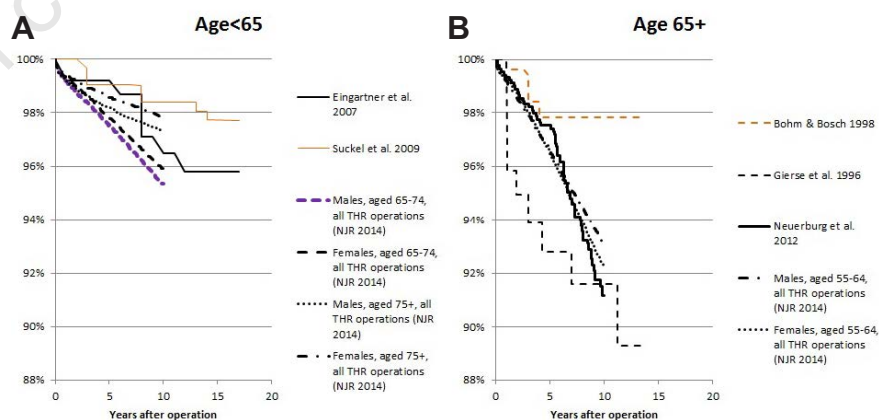 A
Age<65
100%
98%
96%
94%
92%
90%
88%
0
5
10
15
20
Years after operation
Eingartner et al.
2007
Suckel et al. 2009
Males, aged 65-74,
all THR operations
(NJR 2014)
Females, aged 65-74,
all THR operations
(NJR 2014)
Males, aged 75+, all
THR operations (NJR
2014)
Females, aged 75+,
all THR operations
(NJR 2014)
B
Age 65+
100%
98%
96%
94%
92%
90%
88%
0
5
10
15
20
Years after operation
Bohm & Bosch 1998
Gierse et al. 1996
Neuerburg et al.
2012
Males, aged 55-64,
all THR operations
(NJR 2014)
Females, aged 55-64,
all THR operations
(NJR 2014)